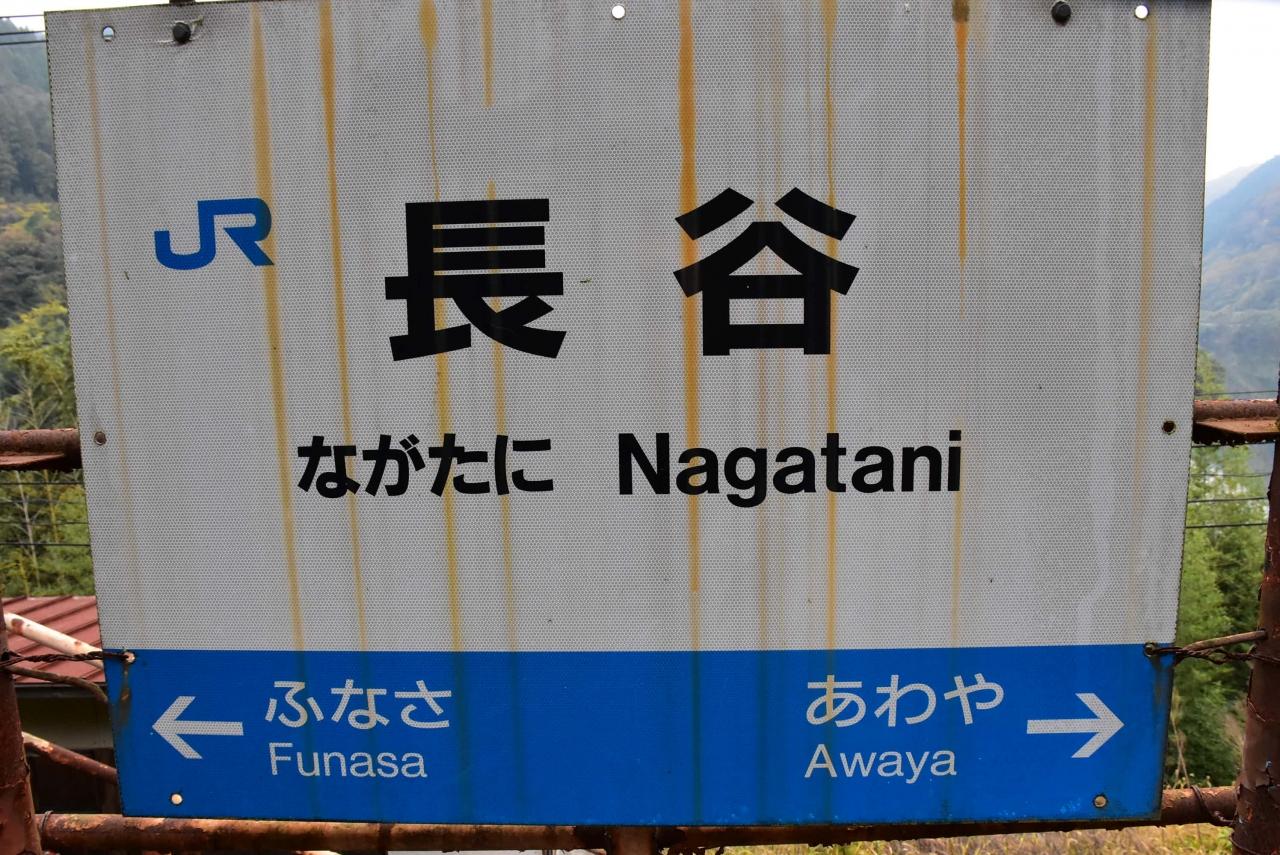 JR
長谷
ながたに Nagatani
← ふなさ あわや →
Funasa Awaya